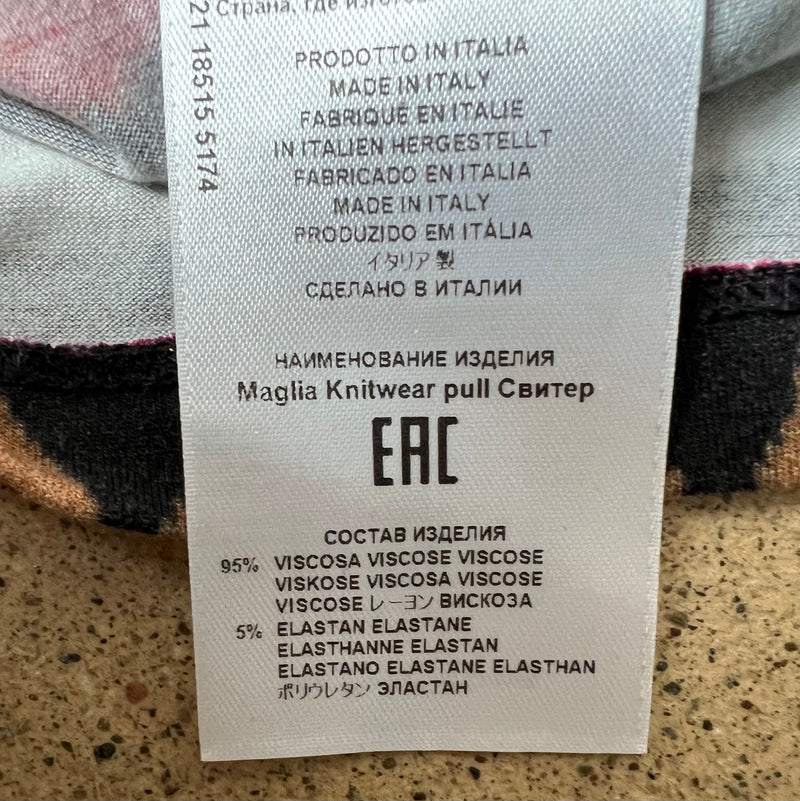 Страна, где
21 18515 5174
PRODOTTO IN ITALIA
MADE IN ITALY
FABRIQUÉ EN ITALIE
IN ITALIEN HERGESTELLT
FABRICADO EN ITALIA
MADE IN ITALY
PRODUZIDO EM ITÁLIA
イタリア製
СДЕЛАНО В ИТАЛИИ
НАИМЕНОВАНИЕ ИЗДЕЛИЯ
Maglia Knitwear pull Свитер
EAC
СОСТАВ ИЗДЕЛИЯ
95% VISCOSA VISCOSE VISCOSE
VISKOSE VISCOSA VISCOSE
VISCOSE レーヨン ВИСКОЗА
5% ELASTAN ELASTANE
ELASTHANNE ELASTAN
ELASTANO ELASTANE ELASTHAN
ポリウレタン ЭЛАСТАН